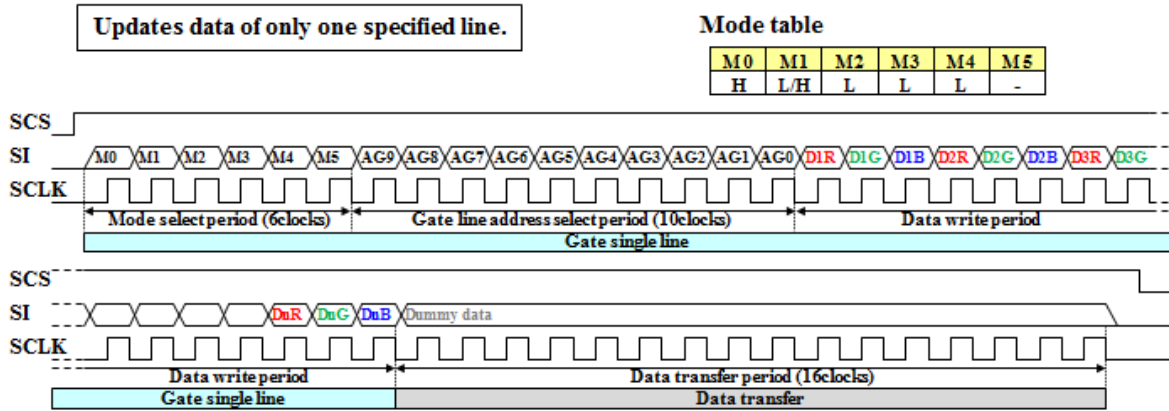 Updates data of only one specified line.
Mode table
M0 M1 M2 M3 M4 M5
H L/H L L L -
SCS
SI M0 M1 M2 M3 M4 M5 AG9 AG8 AG7 AG6 AG5 AG4 AG3 AG2 AG1 AG0 D1R D1G D1B D2R D2G D2B D3R D3G
SCLK
Mode select period (6clocks) Gate line address select period (10clocks) Data write period
Gate single line
SCS
SI DnR DnG DnB Dummy data
SCLK
Data write period Data transfer period (16clocks)
Gate single line Data transfer